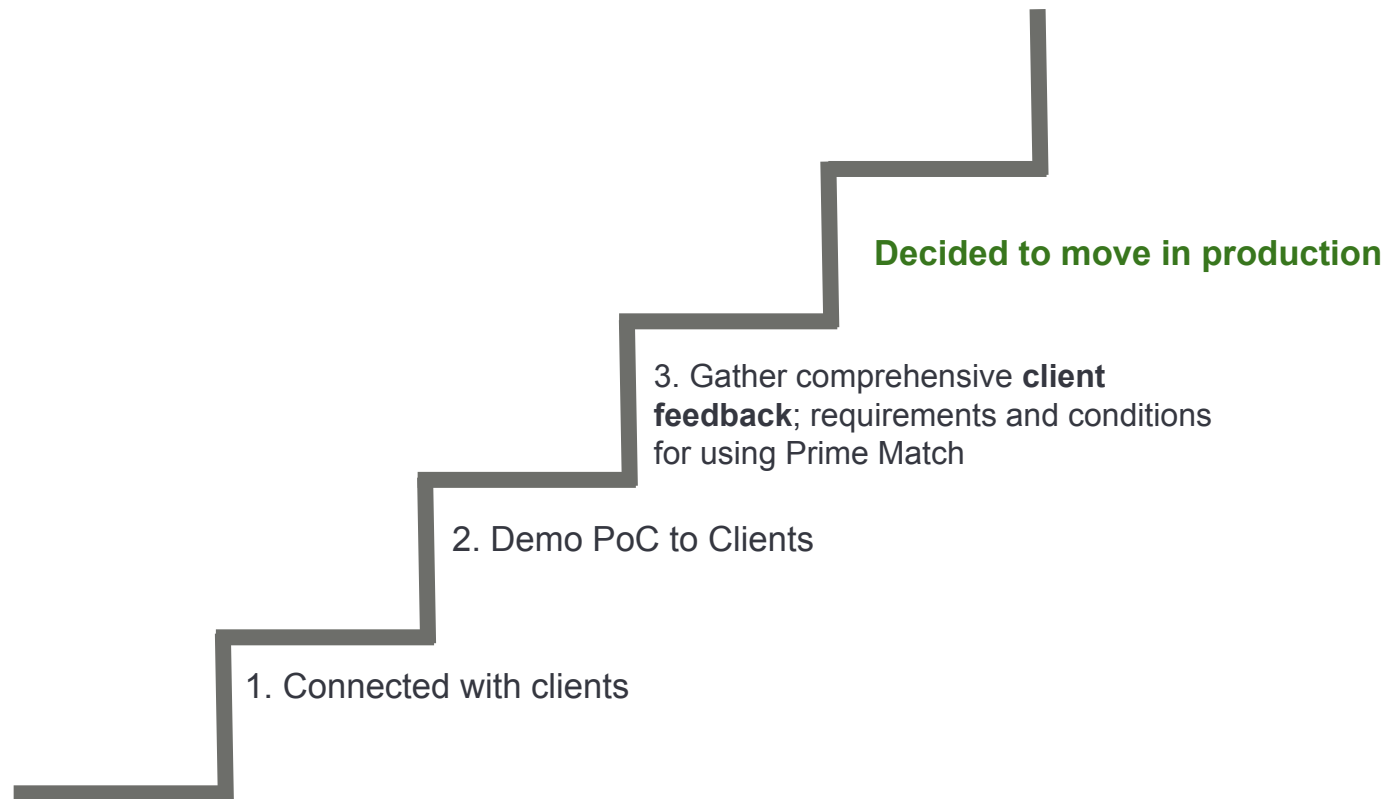 Decided to move in production
3. Gather comprehensive client
feedback; requirements and conditions
for using Prime Match
2. Demo PoC to Clients
1. Connected with clients